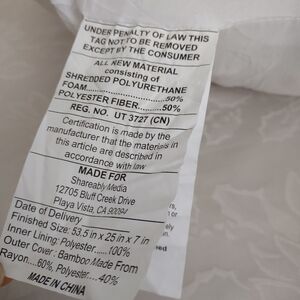 UNDER PENALTY OF LAW THIS
TAG NOT TO BE REMOVED
EXCEPT BY THE CONSUMER
ALL NEW MATERIAL
consisting of
SHREDDED POLYURETHANE
FOAM..............50%
POLYESTER FIBER......50%
REG. NO. UT 3727 (CN)
Certification is made by the
manufacturer that the materials in
this article are described in
accordance with law
MADE FOR
Shareably Media
12705 Bluff Creek Drive
Playa Vista, CA 90094
Date of Delivery
Finished Size: 53.5 in x 25 in x 7 in
Inner Lining: Polyester......100%
Outer Cover: Bamboo Made From
Rayon.....60%, Polyester....40%
MADE IN CHINA